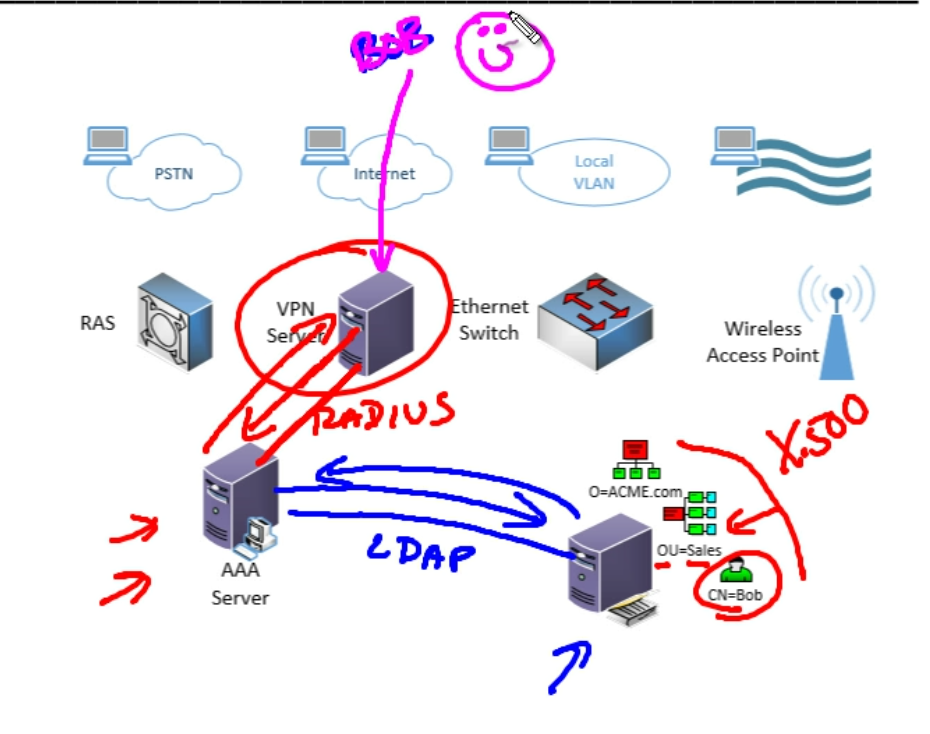 BOB
PSTN
Internet
Local
VLAN
RAS
VPN
Server
Ethernet
Switch
Wireless
Access Point
RADIUS
X.500
O=ACME.com
LDAP
OU=Sales
CN=Bob
AAA
Server